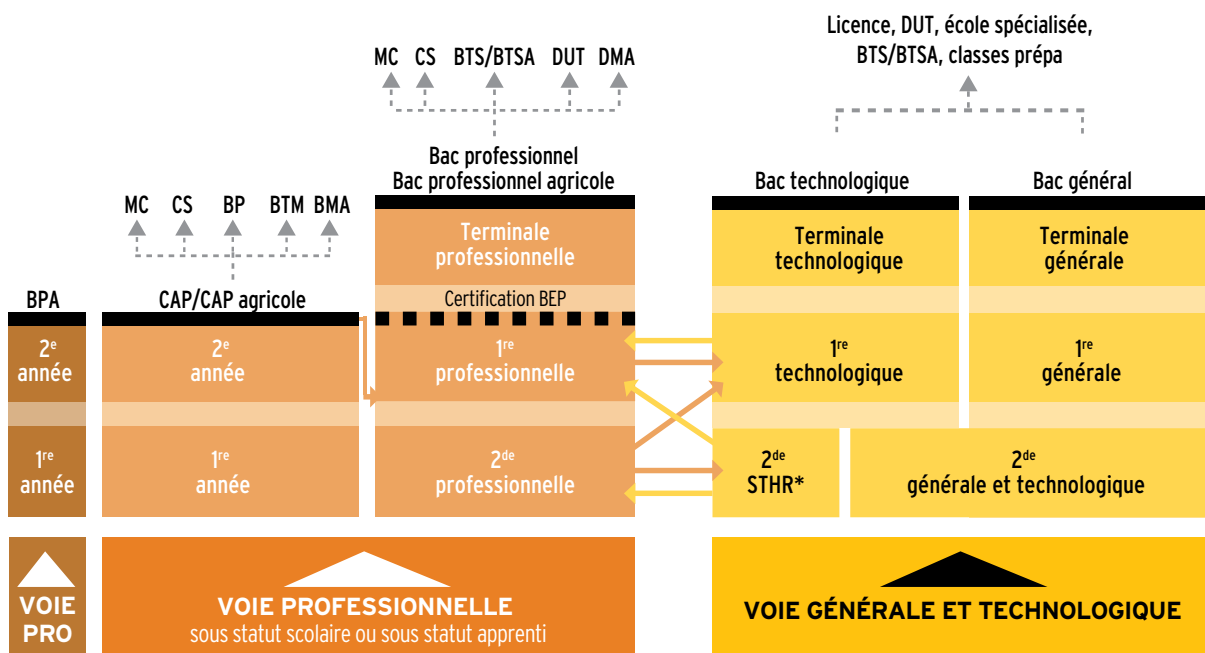 Licence, DUT, école spécialisée,
BTS/BTSA, classes prépa
MC CS BTS/BTSA DUT DMA
Bac professionnel
Bac professionnel agricole
Bac technologique
Bac général
MC CS BP BTM BMA
Terminale
professionnelle
Terminale
technologique
Terminale
générale
BPA
CAP/CAP agricole
Certification BEP
2e
année
2e
année
1re
professionnelle
1re
technologique
1re
générale
1re
année
1re
année
2de
professionnelle
2de
STHR*
2de
générale et technologique
VOIE
PRO
VOIE PROFESSIONNELLE
sous statut scolaire ou sous statut apprenti
VOIE GÉNÉRALE ET TECHNOLOGIQUE